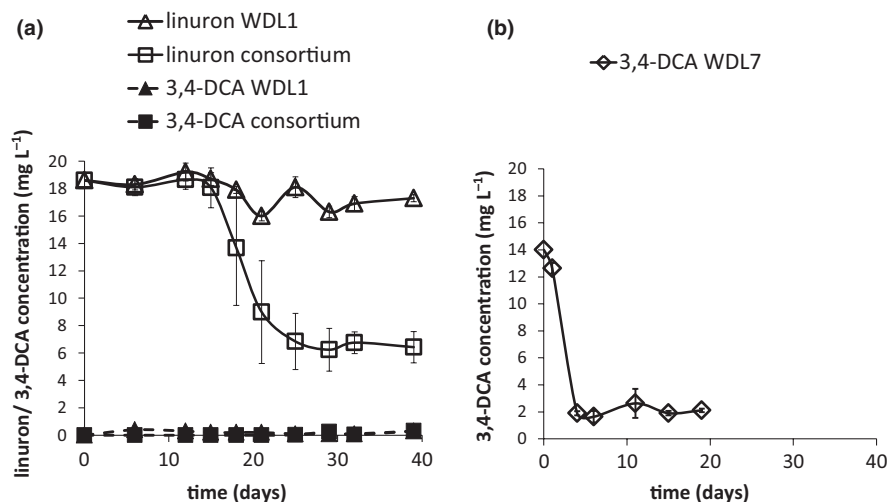 (a)
linuron WDL1
linuron consortium
3,4-DCA WDL1
3,4-DCA consortium
linuron/ 3,4-DCA concentration (mg L⁻¹)
20
18
16
14
12
10
8
6
4
2
0
0
10
20
30
40
time (days)
(b)
3,4-DCA WDL7
3,4-DCA concentration (mg L⁻¹)
20
18
16
14
12
10
8
6
4
2
0
0
10
20
30
40
time (days)